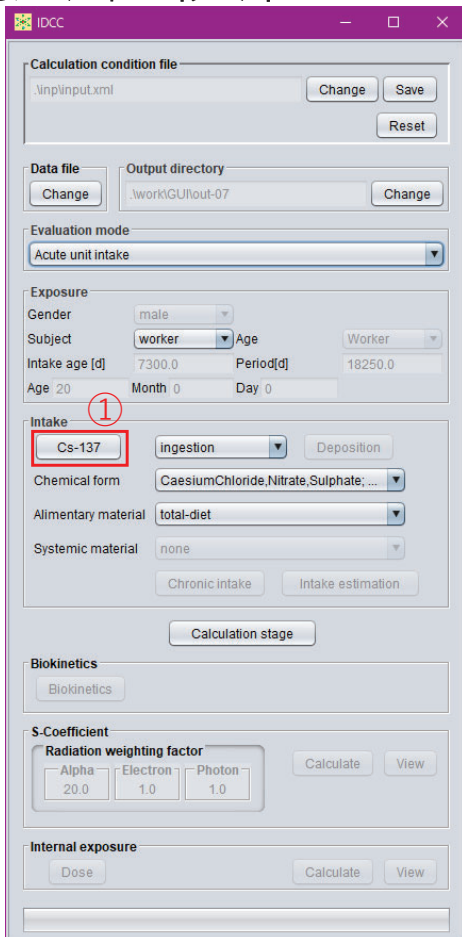 IDCC
Calculation condition file
.\inp\input.xml
Change
Save
Reset
Data file
Output directory
Change
.\work\GUI\out-07
Change
Evaluation mode
Acute unit intake
Exposure
Gender
male
Subject
worker
Age
Worker
Intake age [d]
7300.0
Period[d]
18250.0
Age 20
Month 0
Day 0
①
Intake
Cs-137
ingestion
Deposition
Chemical form
CaesiumChloride,Nitrate,Sulphate; ...
Alimentary material
total-diet
Systemic material
none
Chronic intake
Intake estimation
Calculation stage
Biokinetics
Biokinetics
S-Coefficient
Radiation weighting factor
Alpha
Electron
Photon
20.0
1.0
1.0
Calculate
View
Internal exposure
Dose
Calculate
View